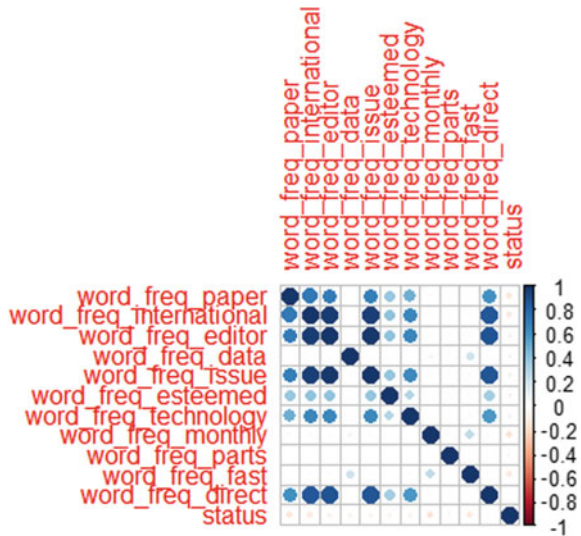 word_freq_paper
word_freq_international
word_freq_editor
word_freq_data
word_freq_issue
word_freq_esteemed
word_freq_technology
word_freq_monthly
word_freq_parts
word_freq_fast
word_freq_direct
status
word_freq_paper
word_freq_international
word_freq_editor
word_freq_data
word_freq_issue
word_freq_esteemed
word_freq_technology
word_freq_monthly
word_freq_parts
word_freq_fast
word_freq_direct
status
1
0.8
0.6
0.4
0.2
0
-0.2
-0.4
-0.6
-0.8
-1